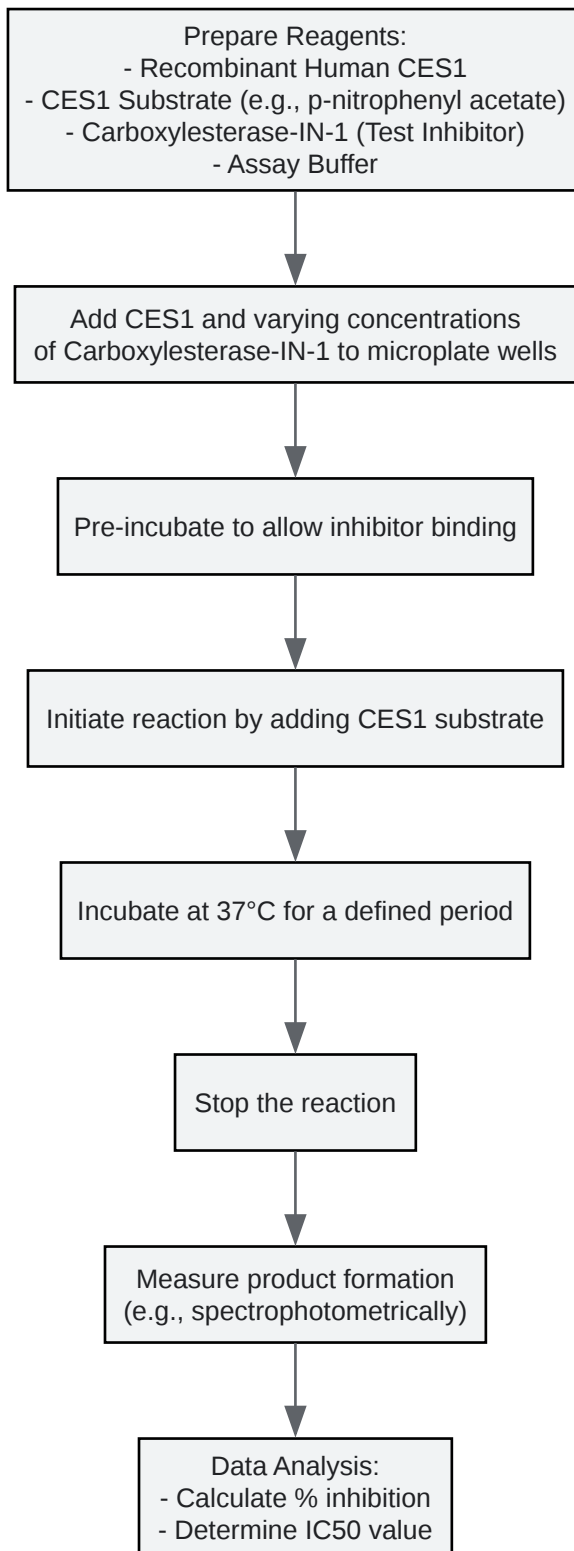 Prepare Reagents:
- Recombinant Human CES1
- CES1 Substrate (e.g., p-nitrophenyl acetate)
- Carboxylesterase-IN-1 (Test Inhibitor)
- Assay Buffer
Add CES1 and varying concentrations
of Carboxylesterase-IN-1 to microplate wells
Pre-incubate to allow inhibitor binding
Initiate reaction by adding CES1 substrate
Incubate at 37°C for a defined period
Stop the reaction
Measure product formation
(e.g., spectrophotometrically)
Data Analysis:
- Calculate % inhibition
- Determine IC50 value